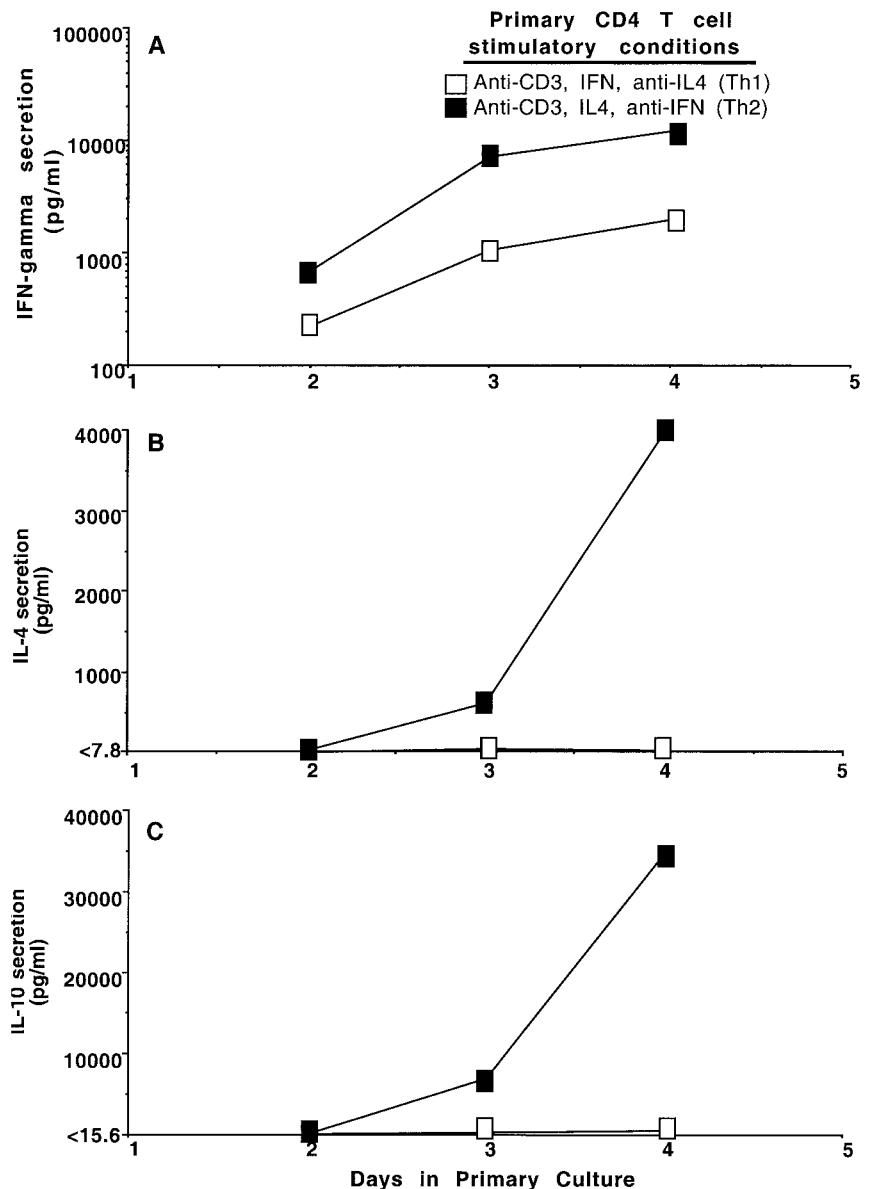 Primary CD4 T cell
stimulatory conditions
Anti-CD3, IFN, anti-IL4 (Th1)
Anti-CD3, IL4, anti-IFN (Th2)
A
IFN-gamma secretion
(pg/ml)
100000
10000
1000
100
1 2 3 4 5
B
IL-4 secretion
(pg/ml)
4000
3000
2000
1000
<7.8
1 2 3 4 5
C
IL-10 secretion
(pg/ml)
40000
30000
20000
10000
<15.6
1 2 3 4 5
Days in Primary Culture